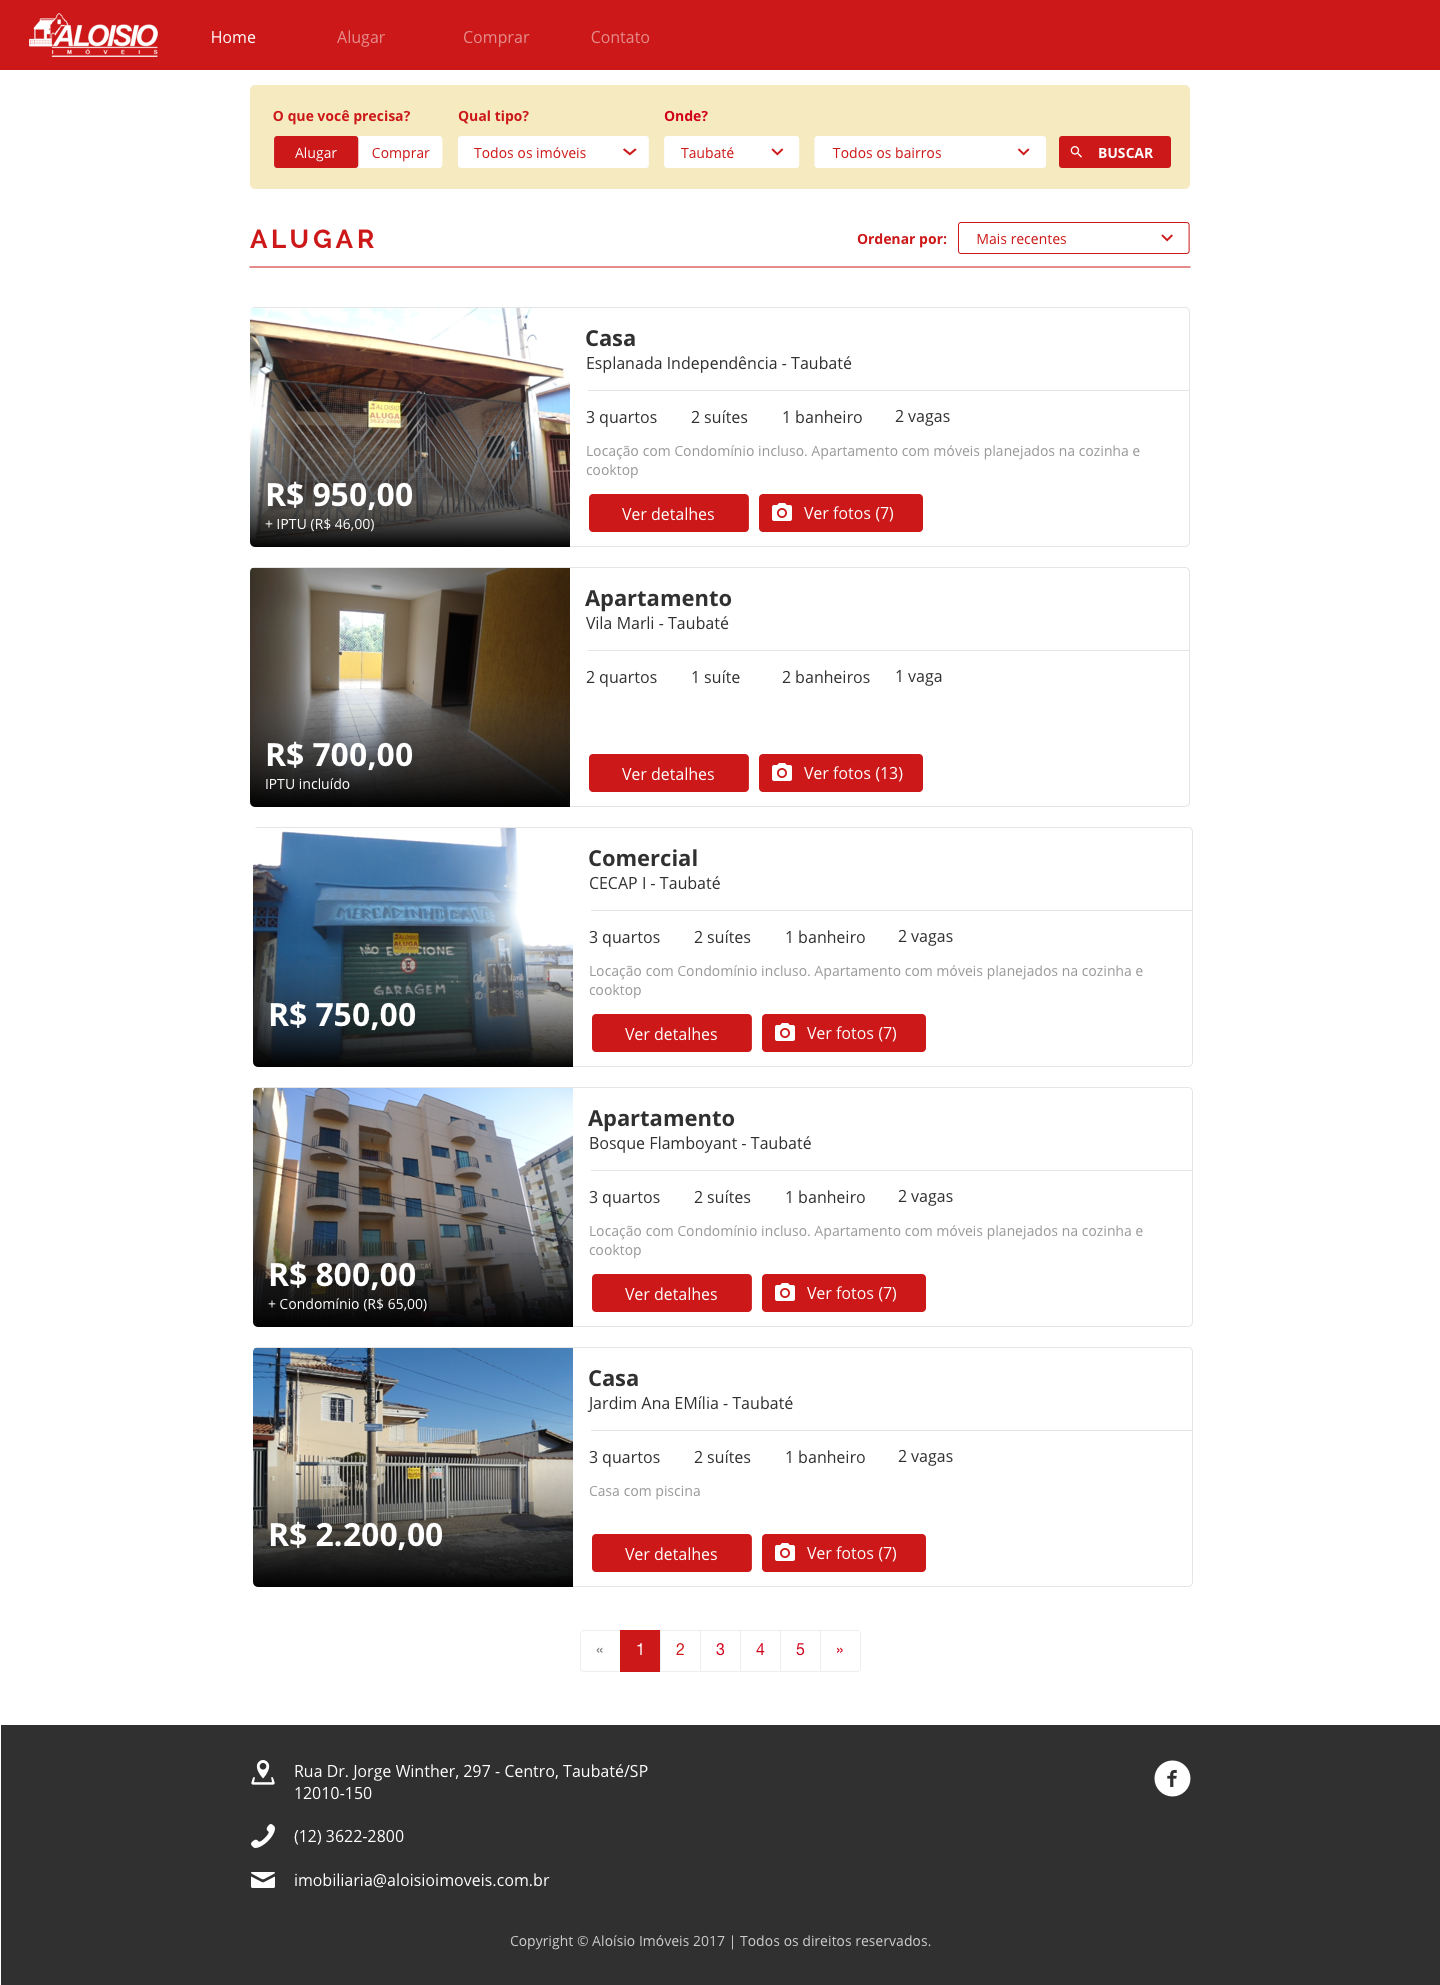 ALOISIO
IMÓVEIS
Home
Alugar
Comprar
Contato
O que você precisa?
Qual tipo?
Onde?
Alugar
Comprar
Todos os imóveis
Taubaté
Todos os bairros
BUSCAR
ALUGAR
Ordenar por:
Mais recentes
ALOISIO
ALUGA
3622-2800
R$ 950,00
+ IPTU (R$ 46,00)
Casa
Esplanada Independência - Taubaté
3 quartos
2 suítes
1 banheiro
2 vagas
Locação com Condomínio incluso. Apartamento com móveis planejados na cozinha e
cooktop
Ver detalhes
Ver fotos (7)
R$ 700,00
IPTU incluído
Apartamento
Vila Marli - Taubaté
2 quartos
1 suíte
2 banheiros
1 vaga
Ver detalhes
Ver fotos (13)
MERCADINHO
ALOISIO
ALUGA
NÃO ESTACIONE
GARAGEM
R$ 750,00
Comercial
CECAP I - Taubaté
3 quartos
2 suítes
1 banheiro
2 vagas
Locação com Condomínio incluso. Apartamento com móveis planejados na cozinha e
cooktop
Ver detalhes
Ver fotos (7)
R$ 800,00
+ Condomínio (R$ 65,00)
Apartamento
Bosque Flamboyant - Taubaté
3 quartos
2 suítes
1 banheiro
2 vagas
Locação com Condomínio incluso. Apartamento com móveis planejados na cozinha e
cooktop
Ver detalhes
Ver fotos (7)
R$ 2.200,00
Casa
Jardim Ana EMília - Taubaté
3 quartos
2 suítes
1 banheiro
2 vagas
Casa com piscina
Ver detalhes
Ver fotos (7)
« 1 2 3 4 5 »
Rua Dr. Jorge Winther, 297 - Centro, Taubaté/SP
12010-150
(12) 3622-2800
imobiliaria@aloisioimoveis.com.br
Copyright © Aloísio Imóveis 2017 | Todos os direitos reservados.